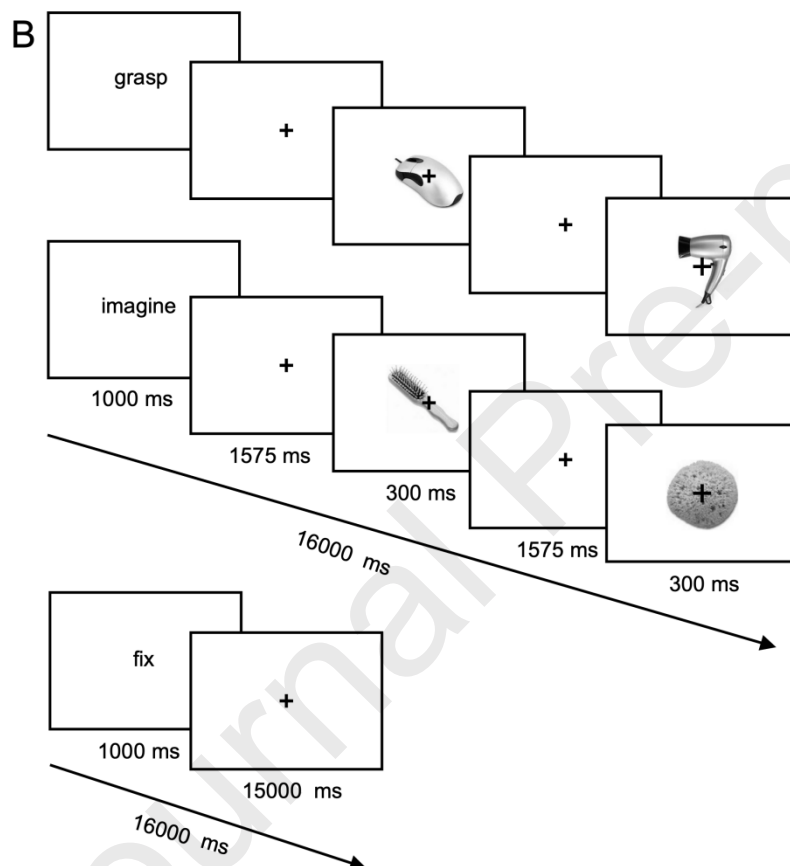 B
grasp
+
+
+
+
+
imagine
+
+
+
+
1000 ms
1575 ms
300 ms
1575 ms
300 ms
16000 ms
fix
+
1000 ms
15000 ms
16000 ms